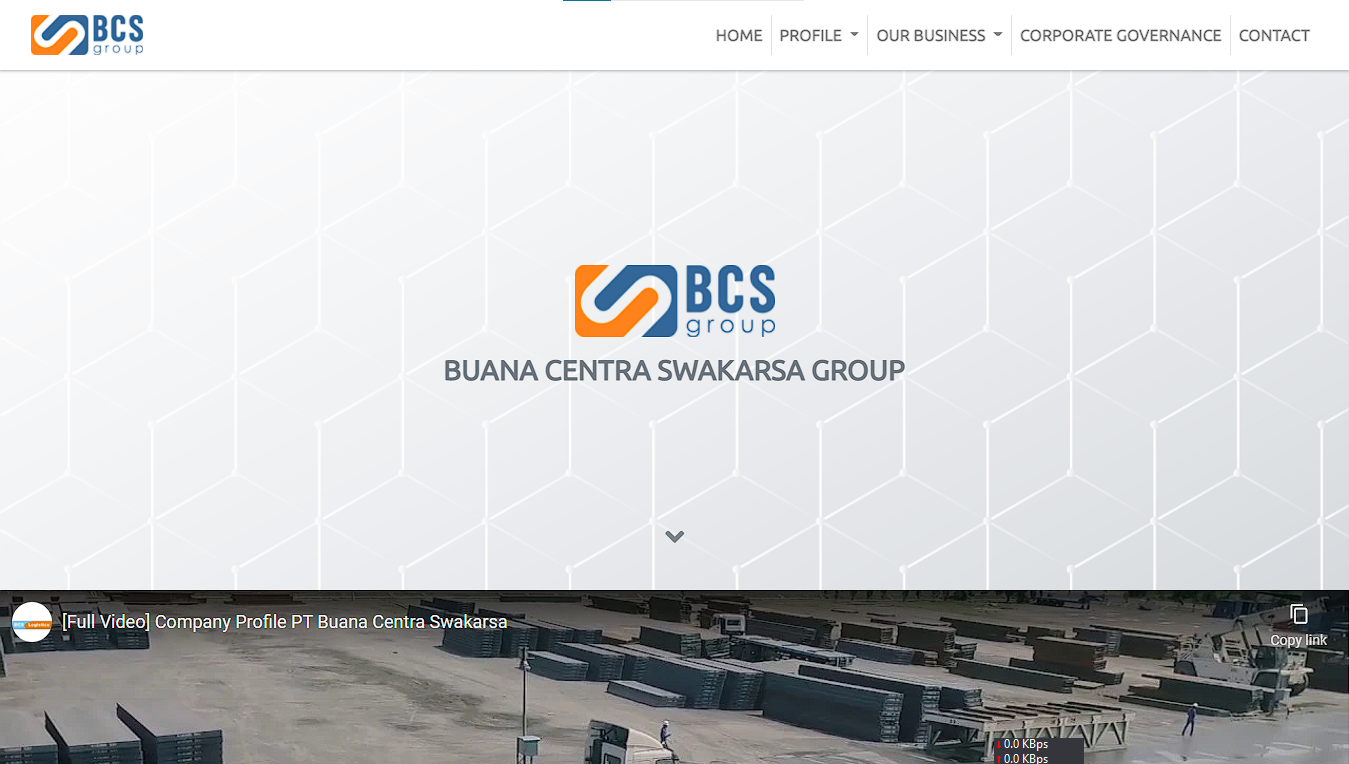 BCS
group
HOME
PROFILE
OUR BUSINESS
CORPORATE GOVERNANCE
CONTACT
BCS
group
BUANA CENTRA SWAKARSA GROUP
BCS Logistics
[Full Video] Company Profile PT Buana Centra Swakarsa
Copy link
0.0 KBps
0.0 KBps